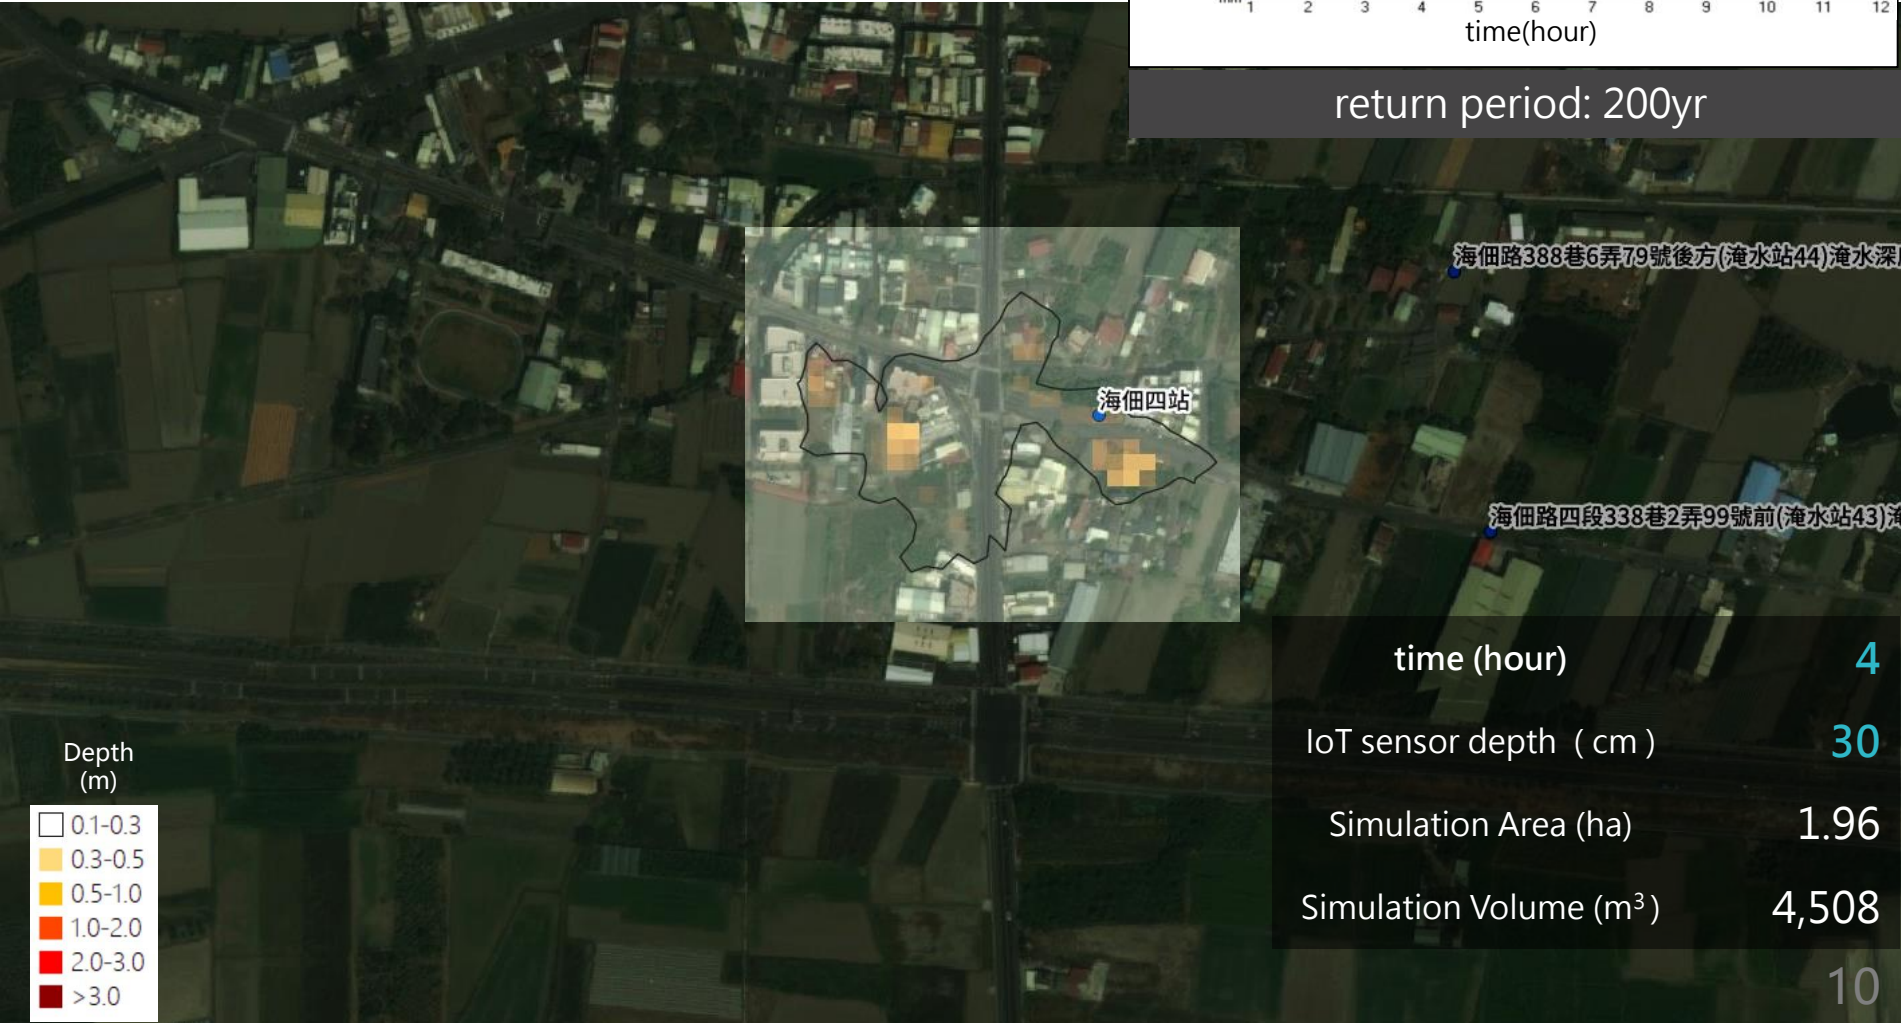 1 2 3 4 5 6 7 8 9 10 11 12
time(hour)
return period: 200yr
海佃路388巷6弄79號後方(淹水站44)淹水深
海佃四站
海佃路四段338巷2弄99號前(淹水站43)淹
time (hour) 4
IoT sensor depth ( cm ) 30
Simulation Area (ha) 1.96
Simulation Volume (m³) 4,508
Depth
(m)
0.1-0.3
0.3-0.5
0.5-1.0
1.0-2.0
2.0-3.0
>3.0
10